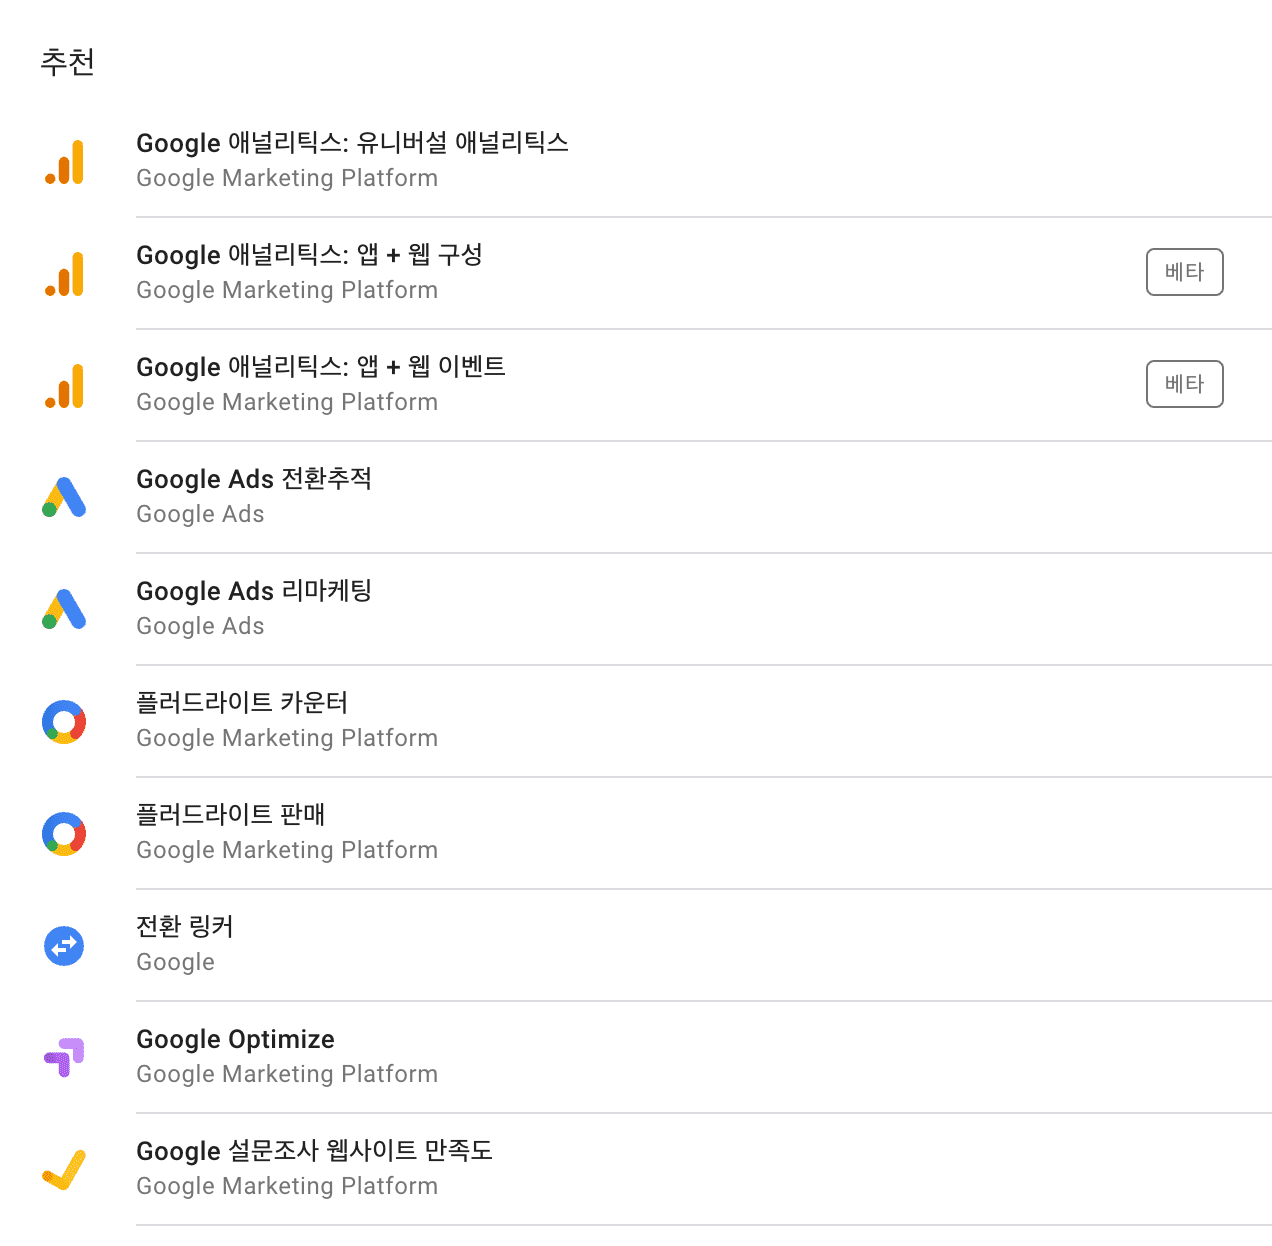 추천
Google 애널리틱스: 유니버설 애널리틱스
Google Marketing Platform
Google 애널리틱스: 앱 + 웹 구성
Google Marketing Platform
베타
Google 애널리틱스: 앱 + 웹 이벤트
Google Marketing Platform
베타
Google Ads 전환추적
Google Ads
Google Ads 리마케팅
Google Ads
플러드라이트 카운터
Google Marketing Platform
플러드라이트 판매
Google Marketing Platform
전환 링커
Google
Google Optimize
Google Marketing Platform
Google 설문조사 웹사이트 만족도
Google Marketing Platform